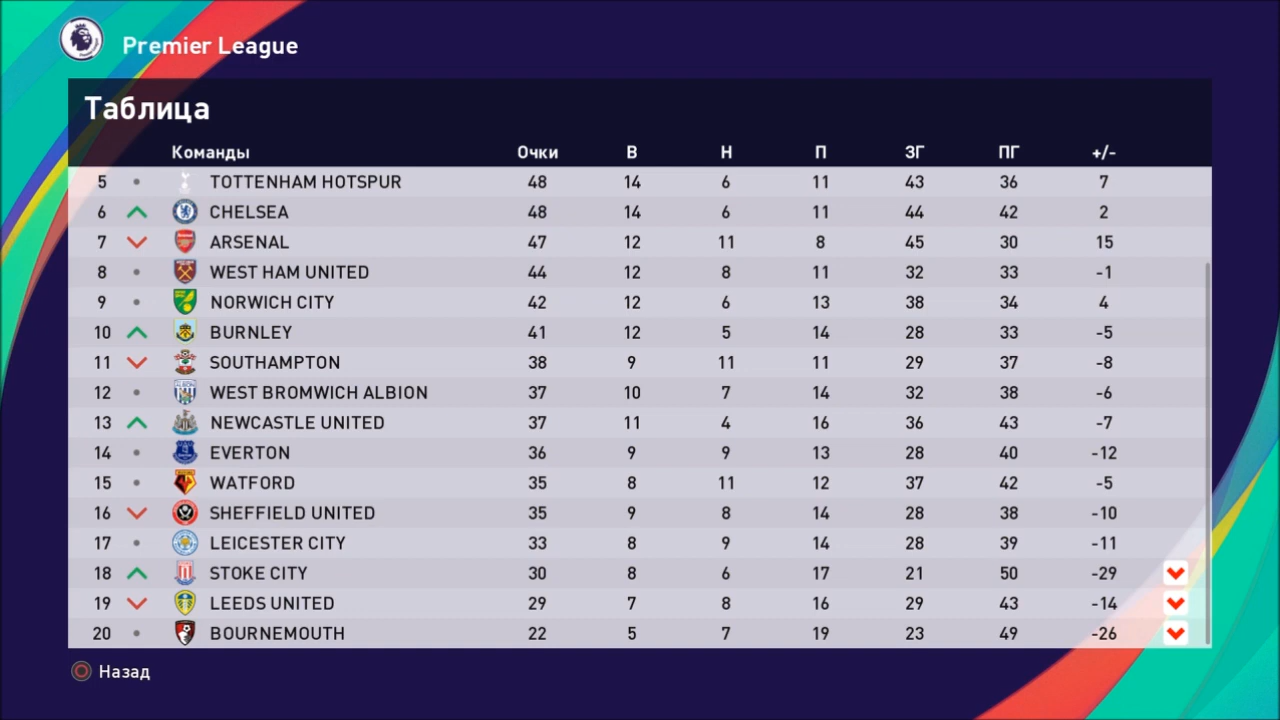 Premier League
Таблица
Команды Очки В Н П ЗГ ПГ +/-
5 TOTTENHAM HOTSPUR 48 14 6 11 43 36 7
6 CHELSEA 48 14 6 11 44 42 2
7 ARSENAL 47 12 11 8 45 30 15
8 WEST HAM UNITED 44 12 8 11 32 33 -1
9 NORWICH CITY 42 12 6 13 38 34 4
10 BURNLEY 41 12 5 14 28 33 -5
11 SOUTHAMPTON 38 9 11 11 29 37 -8
12 WEST BROMWICH ALBION 37 10 7 14 32 38 -6
13 NEWCASTLE UNITED 37 11 4 16 36 43 -7
14 EVERTON 36 9 9 13 28 40 -12
15 WATFORD 35 8 11 12 37 42 -5
16 SHEFFIELD UNITED 35 9 8 14 28 38 -10
17 LEICESTER CITY 33 8 9 14 28 39 -11
18 STOKE CITY 30 8 6 17 21 50 -29
19 LEEDS UNITED 29 7 8 16 29 43 -14
20 BOURNEMOUTH 22 5 7 19 23 49 -26
Назад